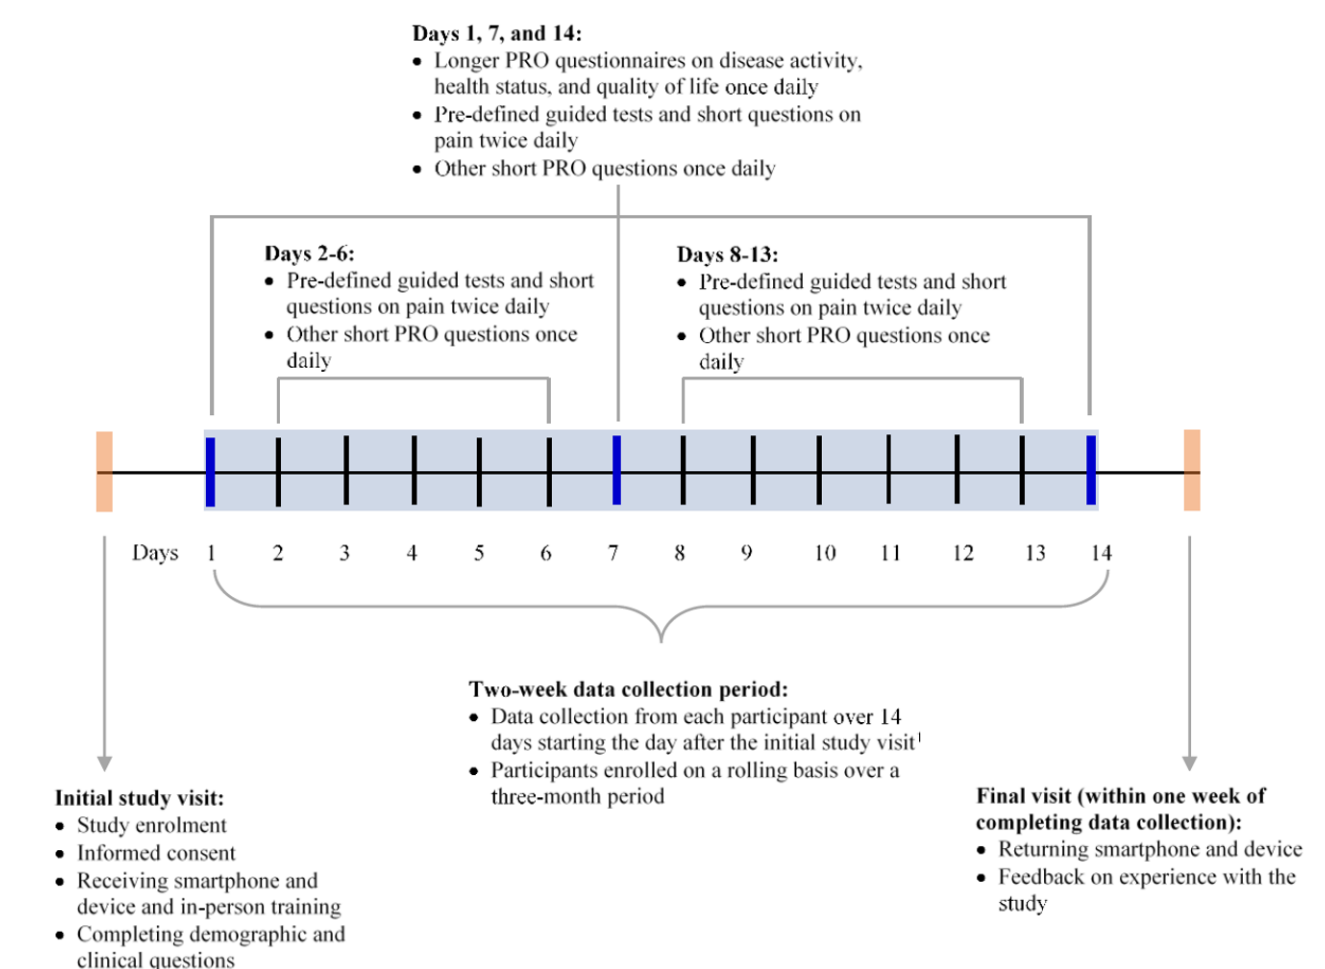 Days 1, 7, and 14:
• Longer PRO questionnaires on disease activity,
health status, and quality of life once daily
• Pre-defined guided tests and short questions on
pain twice daily
• Other short PRO questions once daily
Days 2-6:
• Pre-defined guided tests and short
questions on pain twice daily
• Other short PRO questions once
daily
Days 8-13:
• Pre-defined guided tests and short
questions on pain twice daily
• Other short PRO questions once
daily
Days 1 2 3 4 5 6 7 8 9 10 11 12 13 14
Two-week data collection period:
• Data collection from each participant over 14
days starting the day after the initial study visit¹
• Participants enrolled on a rolling basis over a
three-month period
Initial study visit:
• Study enrolment
• Informed consent
• Receiving smartphone and
device and in-person training
• Completing demographic and
clinical questions
Final visit (within one week of
completing data collection):
• Returning smartphone and device
• Feedback on experience with the
study